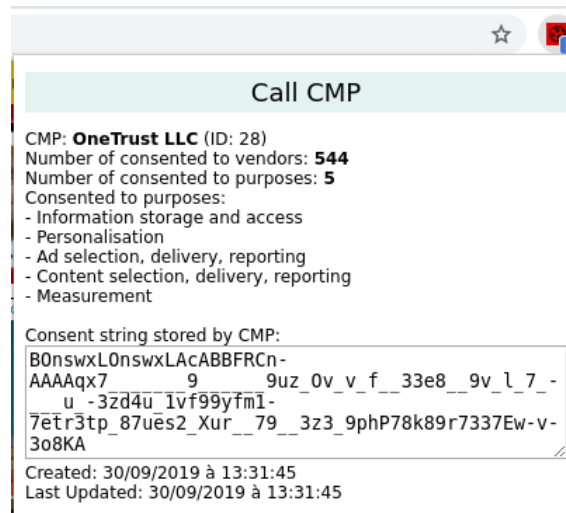 Call CMP
CMP: OneTrust LLC (ID: 28)
Number of consented to vendors: 544
Number of consented to purposes: 5
Consented to purposes:
- Information storage and access
- Personalisation
- Ad selection, delivery, reporting
- Content selection, delivery, reporting
- Measurement
Consent string stored by CMP:
BOnswxLOnswxLAcABBFRCn-
AAAAqx7_______9______9uz_Ov_v_f__33e8__9v_l_7_-
___u_-3zd4u_1vf99yfm1-
7etr3tp_87ues2_Xur__79__3z3_9phP78k89r7337Ew-v-
3o8KA
Created: 30/09/2019 à 13:31:45
Last Updated: 30/09/2019 à 13:31:45